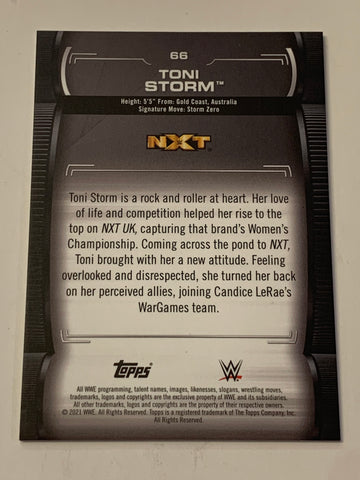 66
TONI
STORM™
Height: 5'5" From: Gold Coast, Australia
Signature Move: Storm Zero
NXT
Toni Storm is a rock and roller at heart. Her love
of life and competition helped her rise to the
top on NXT UK, capturing that brand's Women's
Championship. Coming across the pond to NXT,
Toni brought with her a new attitude. Feeling
overlooked and disrespected, she turned her back
on her perceived allies, joining Candice LeRae's
WarGames team.
Topps W
All WWE programming, talent names, images, likenesses, slogans, wrestling moves,
trademarks, logos and copyrights are the exclusive property of WWE and its subsidiaries.
All other trademarks, logos and copyrights are the property of their respective owners.
© 2021 WWE. All Rights Reserved. Topps is a registered trademark of The Topps Company, Inc.
All Rights Reserved.